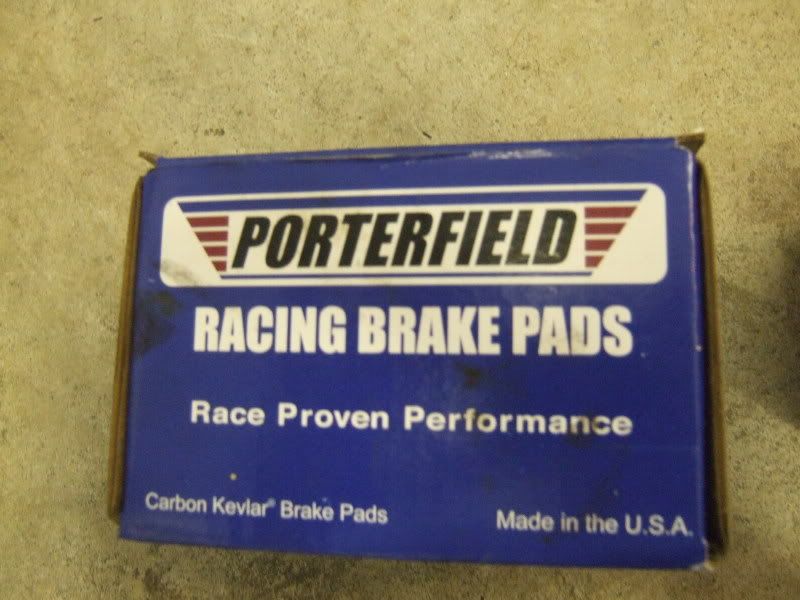 PORTERFIELD
RACING BRAKE PADS
Race Proven Performance
Carbon Kevlar® Brake Pads
Made in the U.S.A.